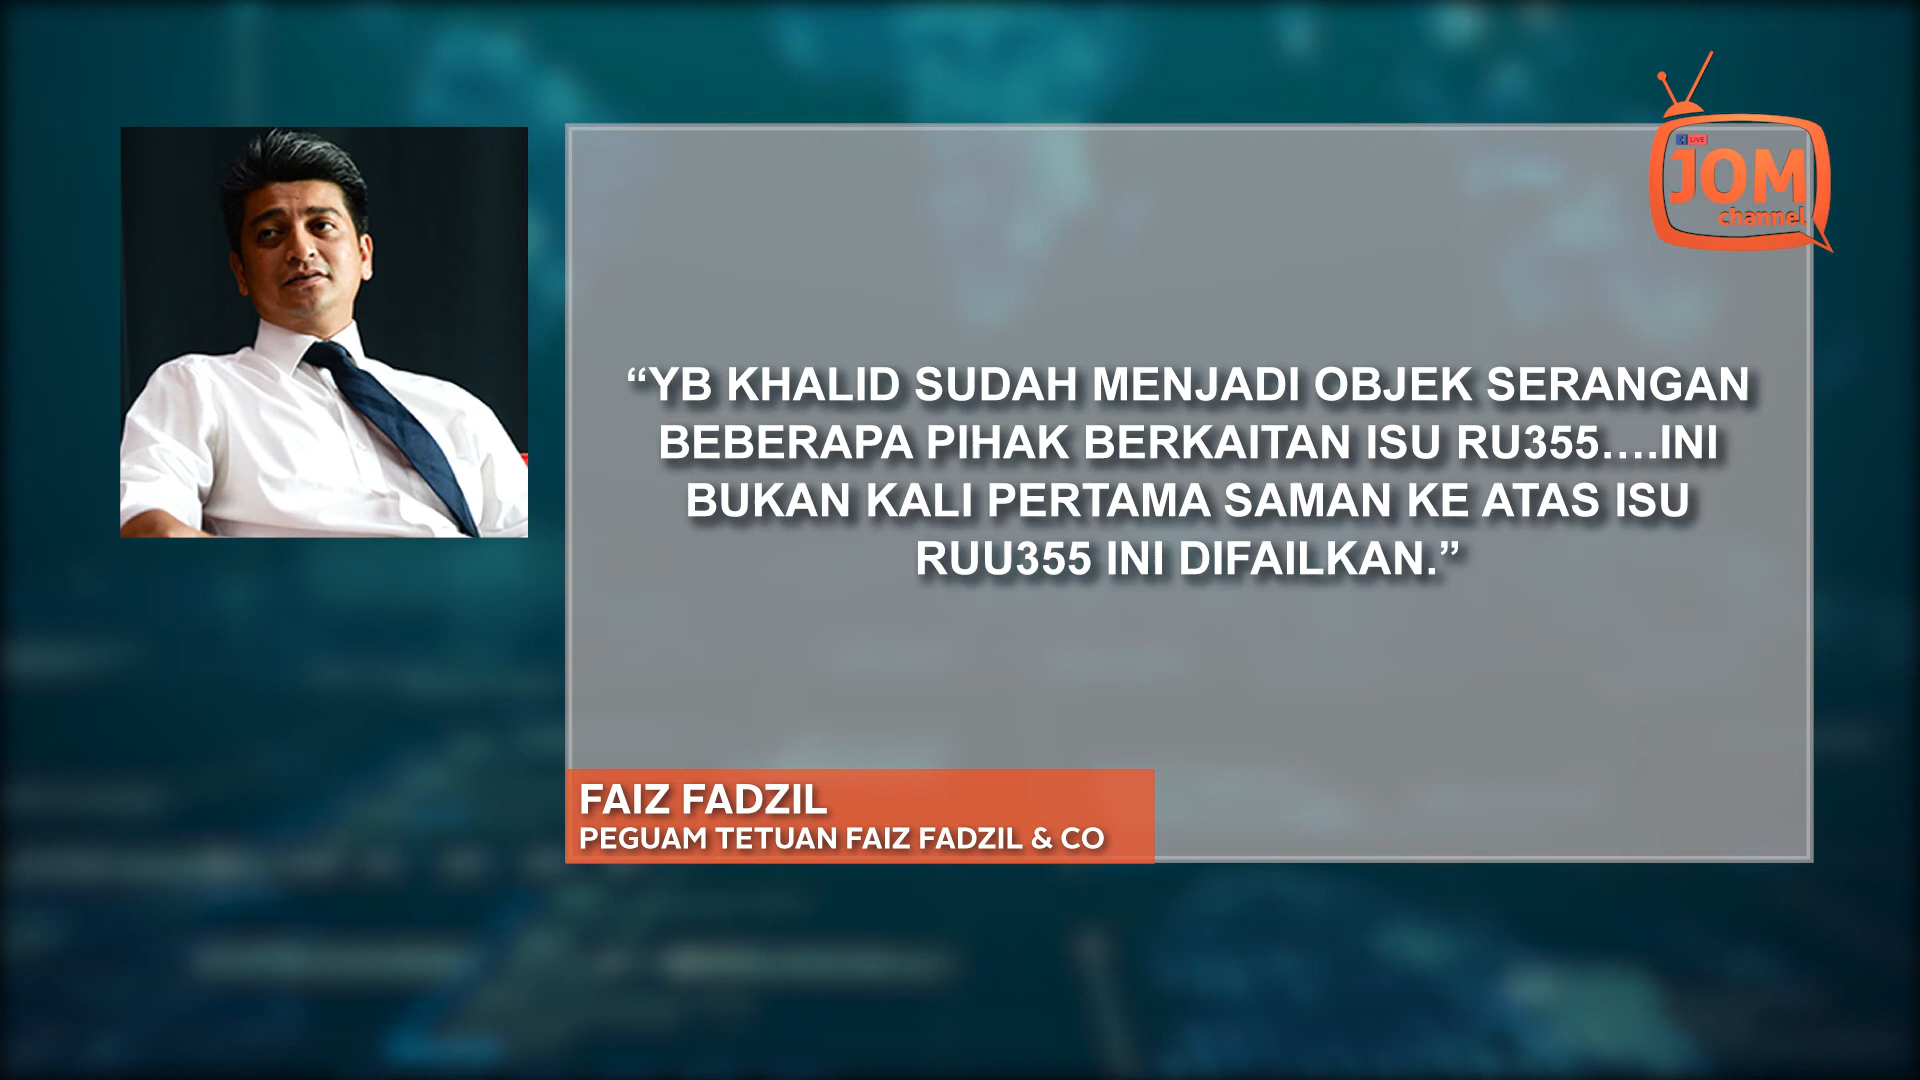 LIVE
JOM
channel
“YB KHALID SUDAH MENJADI OBJEK SERANGAN
BEBERAPA PIHAK BERKAITAN ISU RU355....INI
BUKAN KALI PERTAMA SAMAN KE ATAS ISU
RUU355 INI DIFAILKAN.”
FAIZ FADZIL
PEGUAM TETUAN FAIZ FADZIL & CO